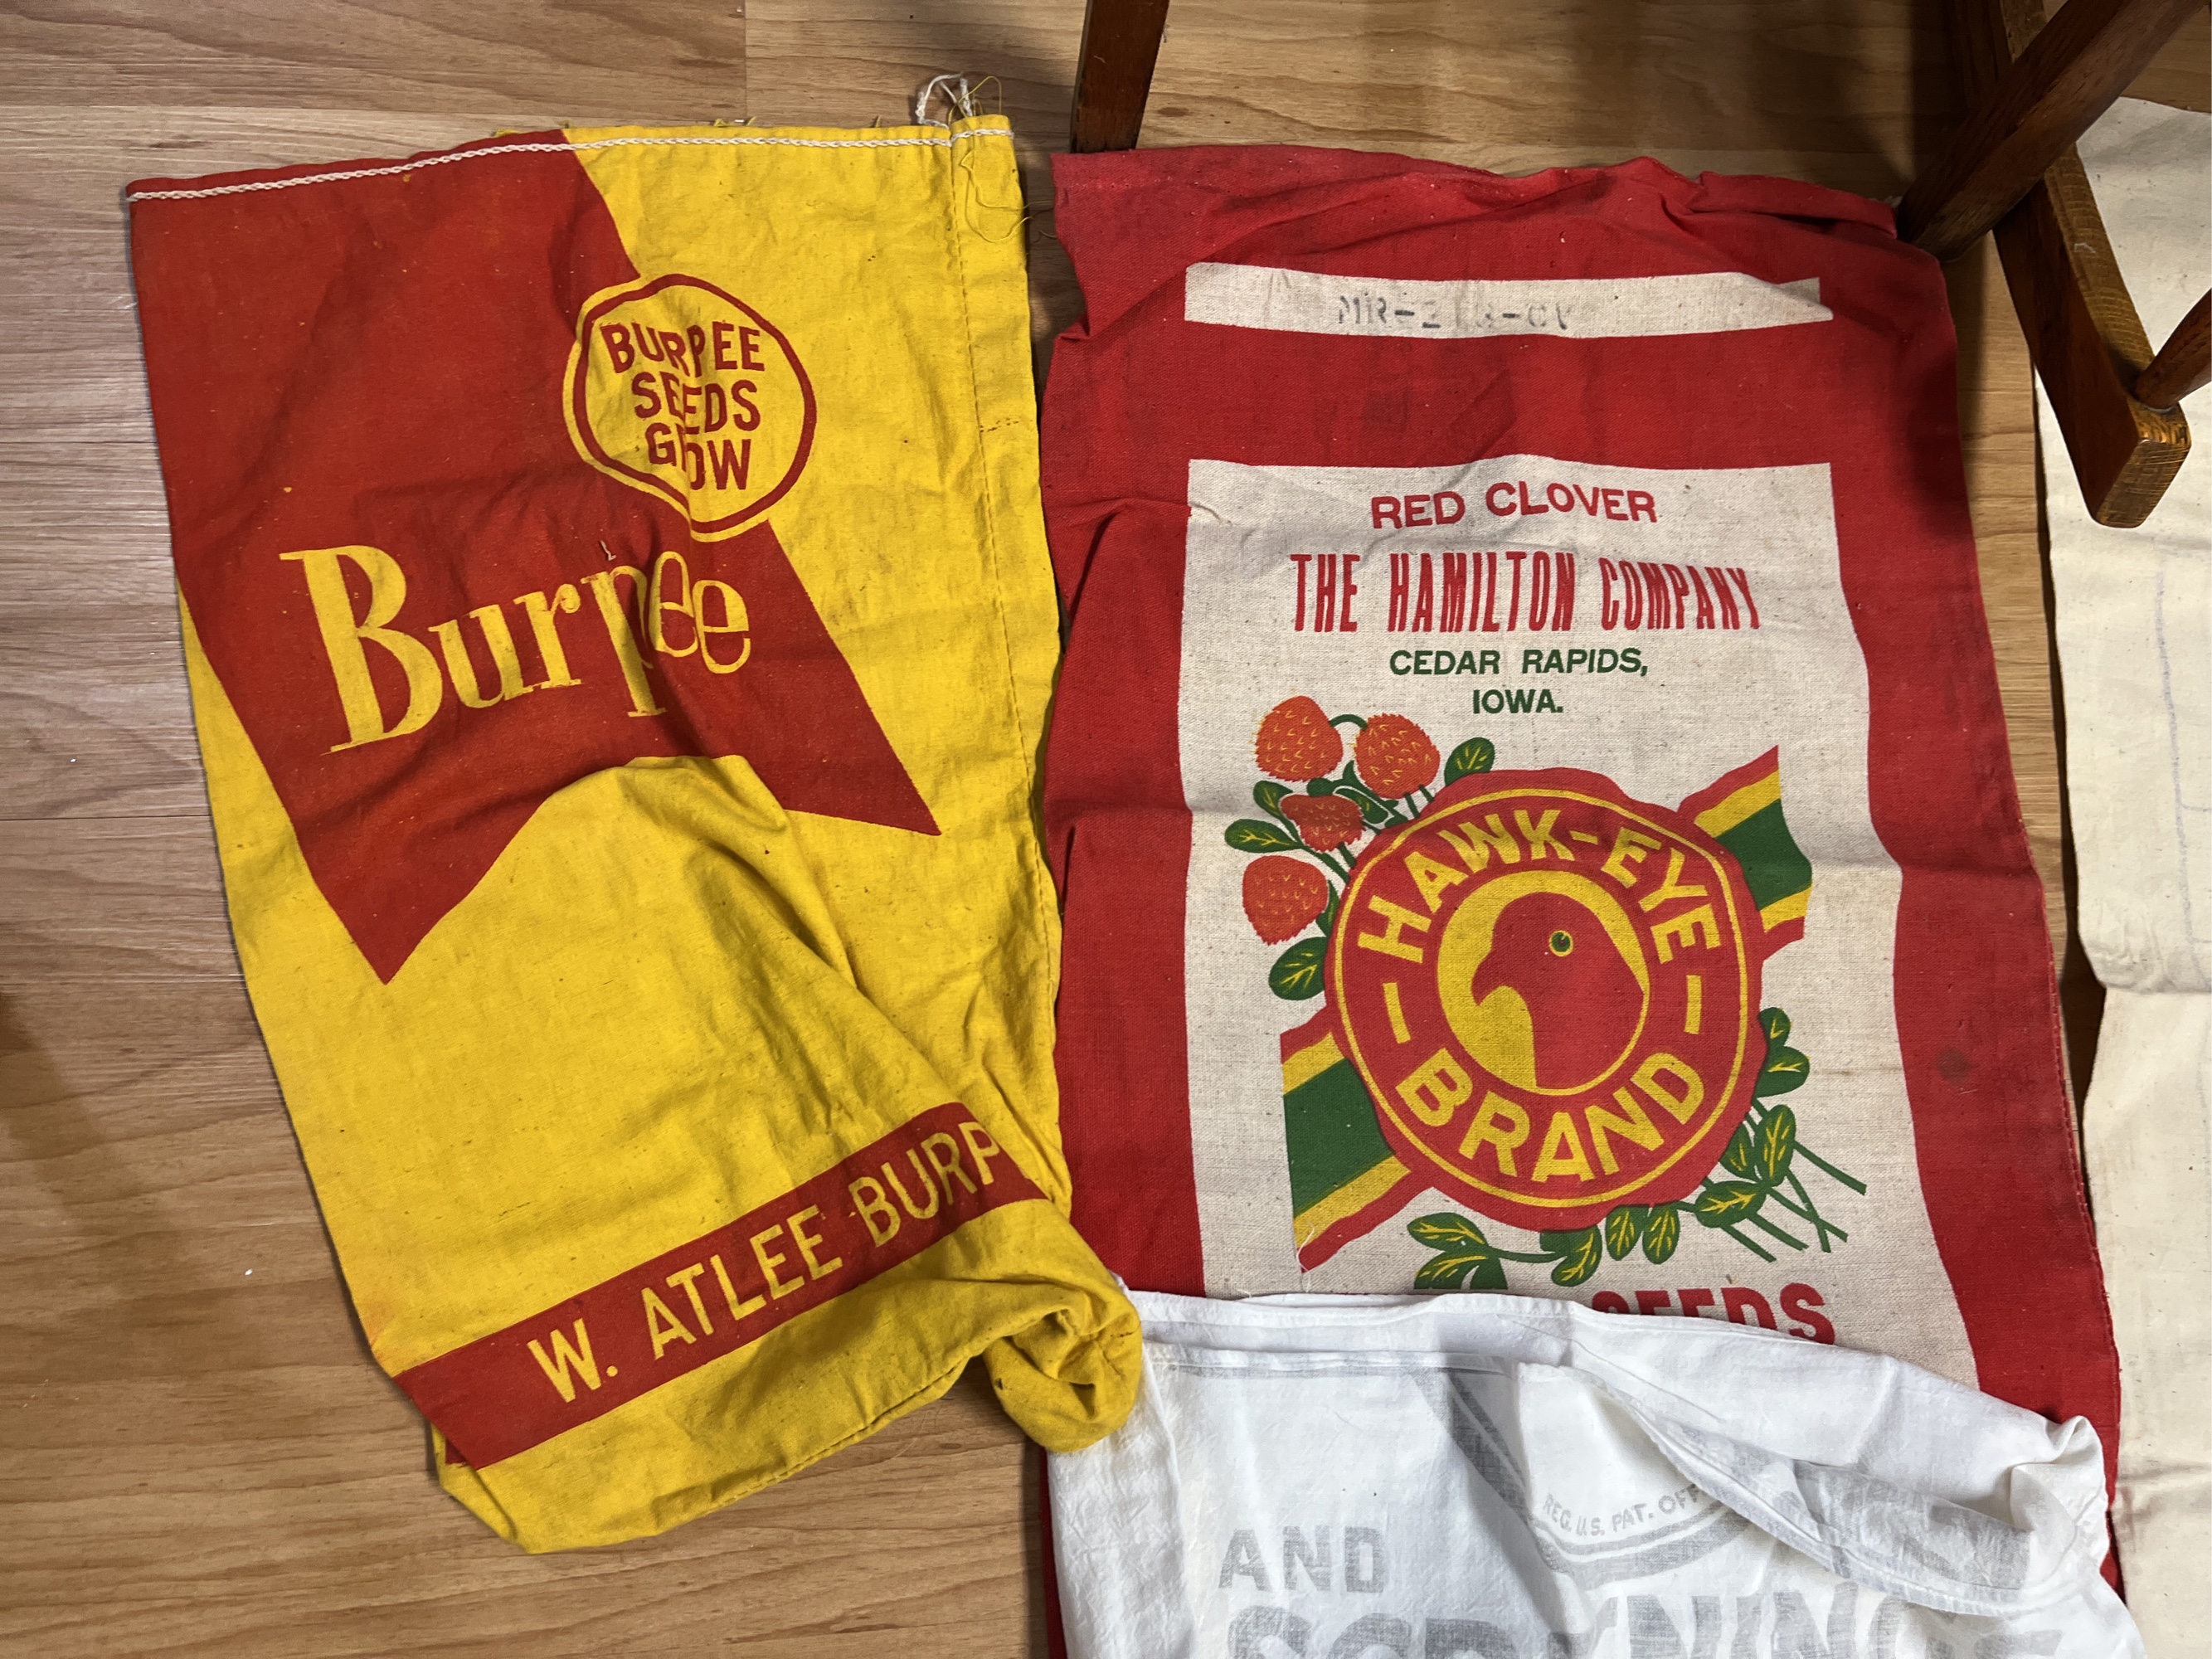 BURPEE
SEEDS
GROW
Burpee
W. ATLEE BURP
RED CLOVER
THE HAMILTON COMPANY
CEDAR RAPIDS,
IOWA.
HAWK-EYE
BRAND
SEEDS
REG. U.S. PAT. OFF
AND